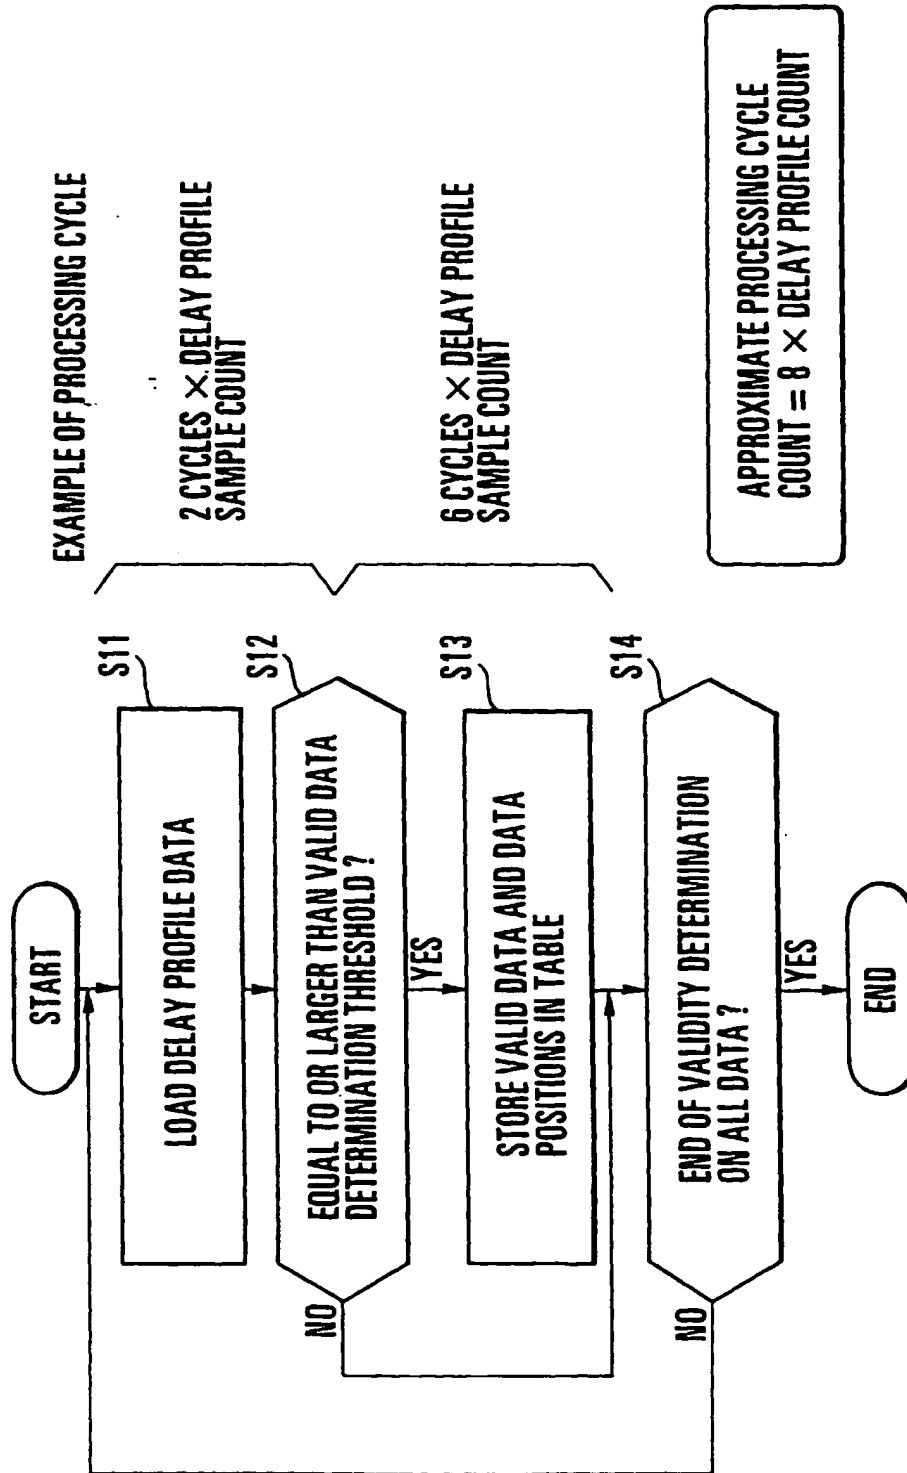 EXAMPLE OF PROCESSING CYCLE
START
S11
LOAD DELAY PROFILE DATA
2 CYCLES × DELAY PROFILE
SAMPLE COUNT
S12
EQUAL TO OR LARGER THAN VALID DATA
DETERMINATION THRESHOLD ?
NO
YES
S13
STORE VALID DATA AND DATA
POSITIONS IN TABLE
6 CYCLES × DELAY PROFILE
SAMPLE COUNT
S14
END OF VALIDITY DETERMINATION
ON ALL DATA ?
NO
YES
END
APPROXIMATE PROCESSING CYCLE
COUNT = 8 × DELAY PROFILE COUNT